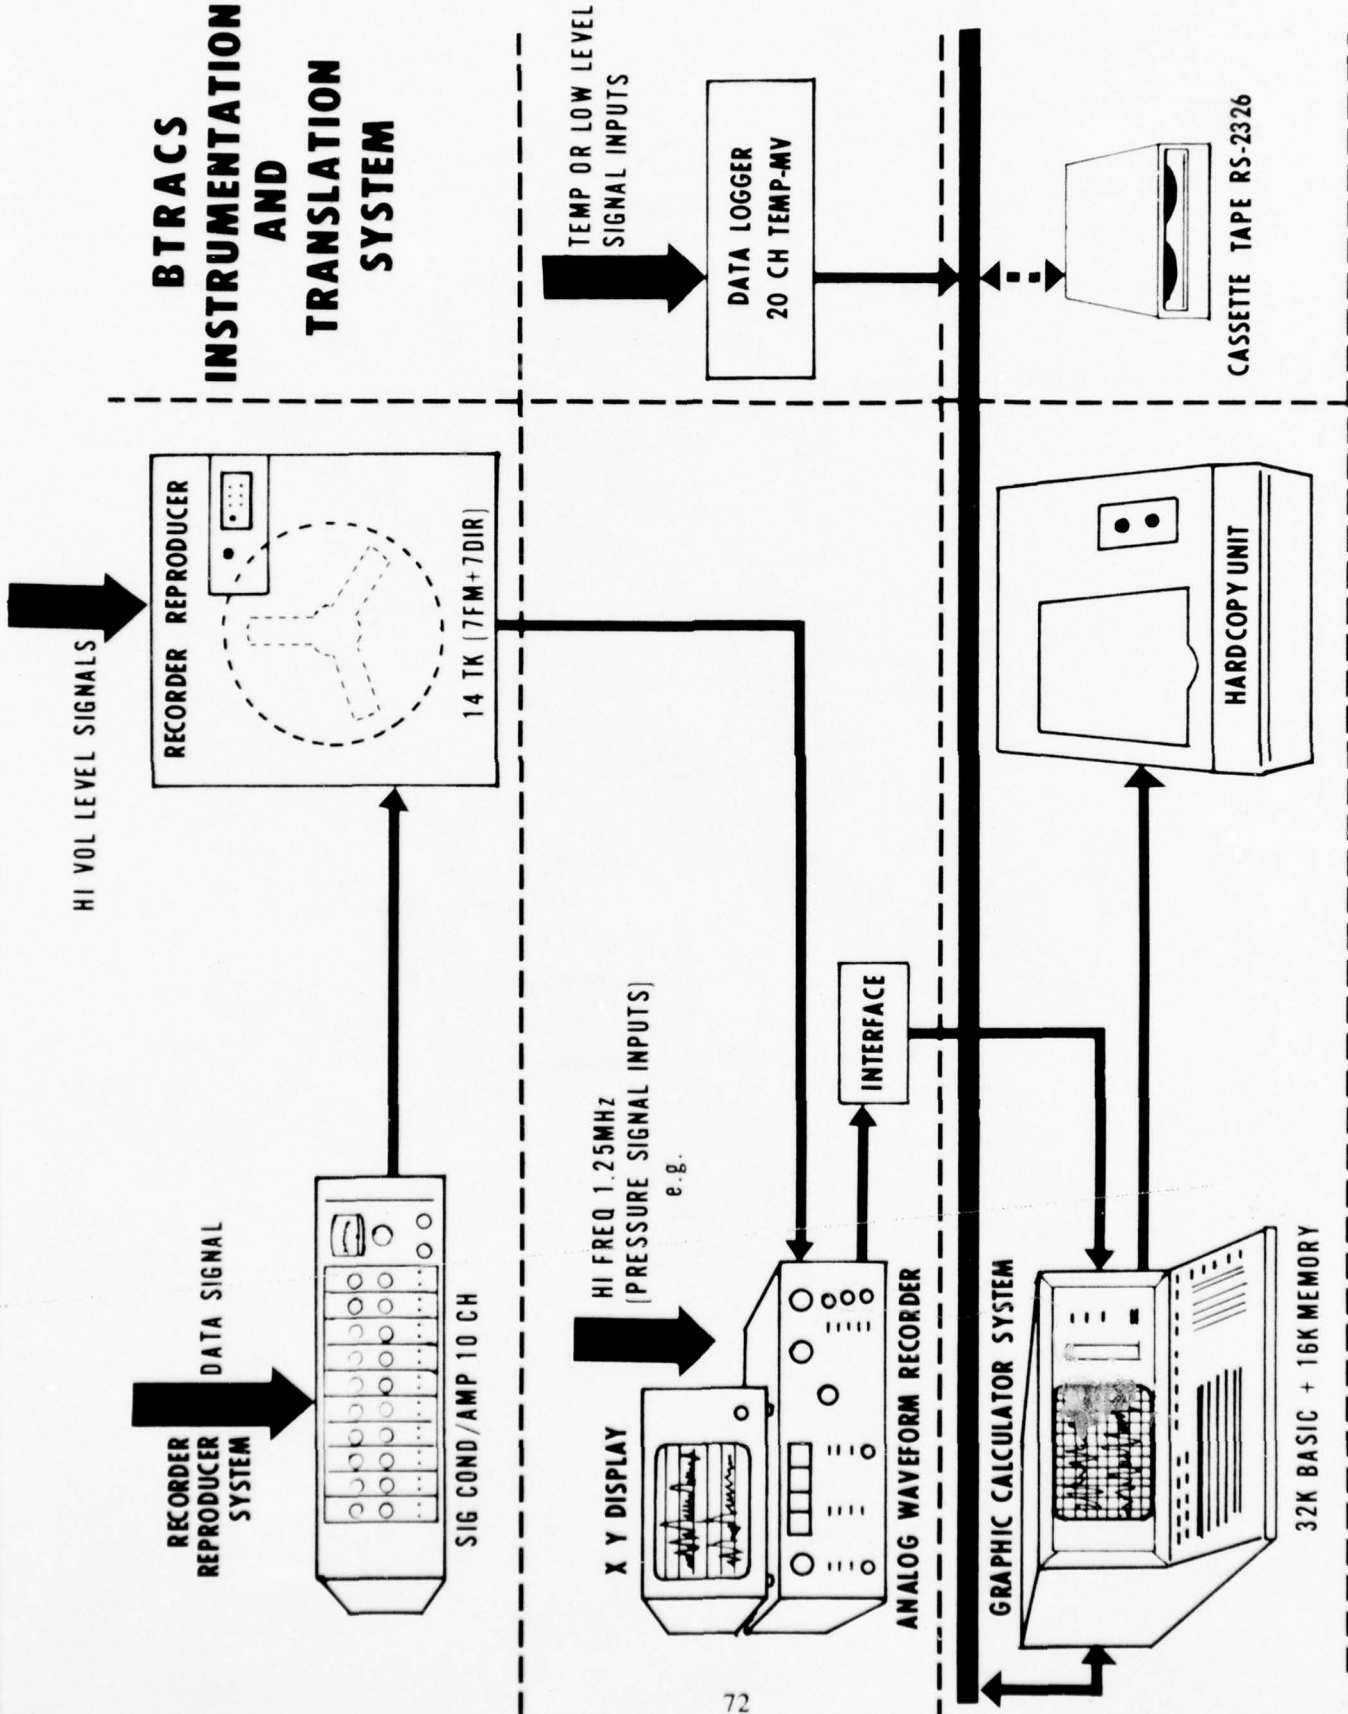 BTRACS
INSTRUMENTATION
AND
TRANSLATION
SYSTEM
HI VOL LEVEL SIGNALS
RECORDER REPRODUCER
14 TK (7FM+7DIR)
RECORDER
REPRODUCER
SYSTEM
DATA SIGNAL
SIG COND/AMP 10 CH
TEMP OR LOW LEVEL
SIGNAL INPUTS
DATA LOGGER
20 CH TEMP-MV
HI FREQ 1.25MHz
(PRESSURE SIGNAL INPUTS)
e.g.
X Y DISPLAY
ANALOG WAVEFORM RECORDER
INTERFACE
GRAPHIC CALCULATOR SYSTEM
32K BASIC + 16K MEMORY
HARDCOPY UNIT
CASSETTE TAPE RS-2326
72